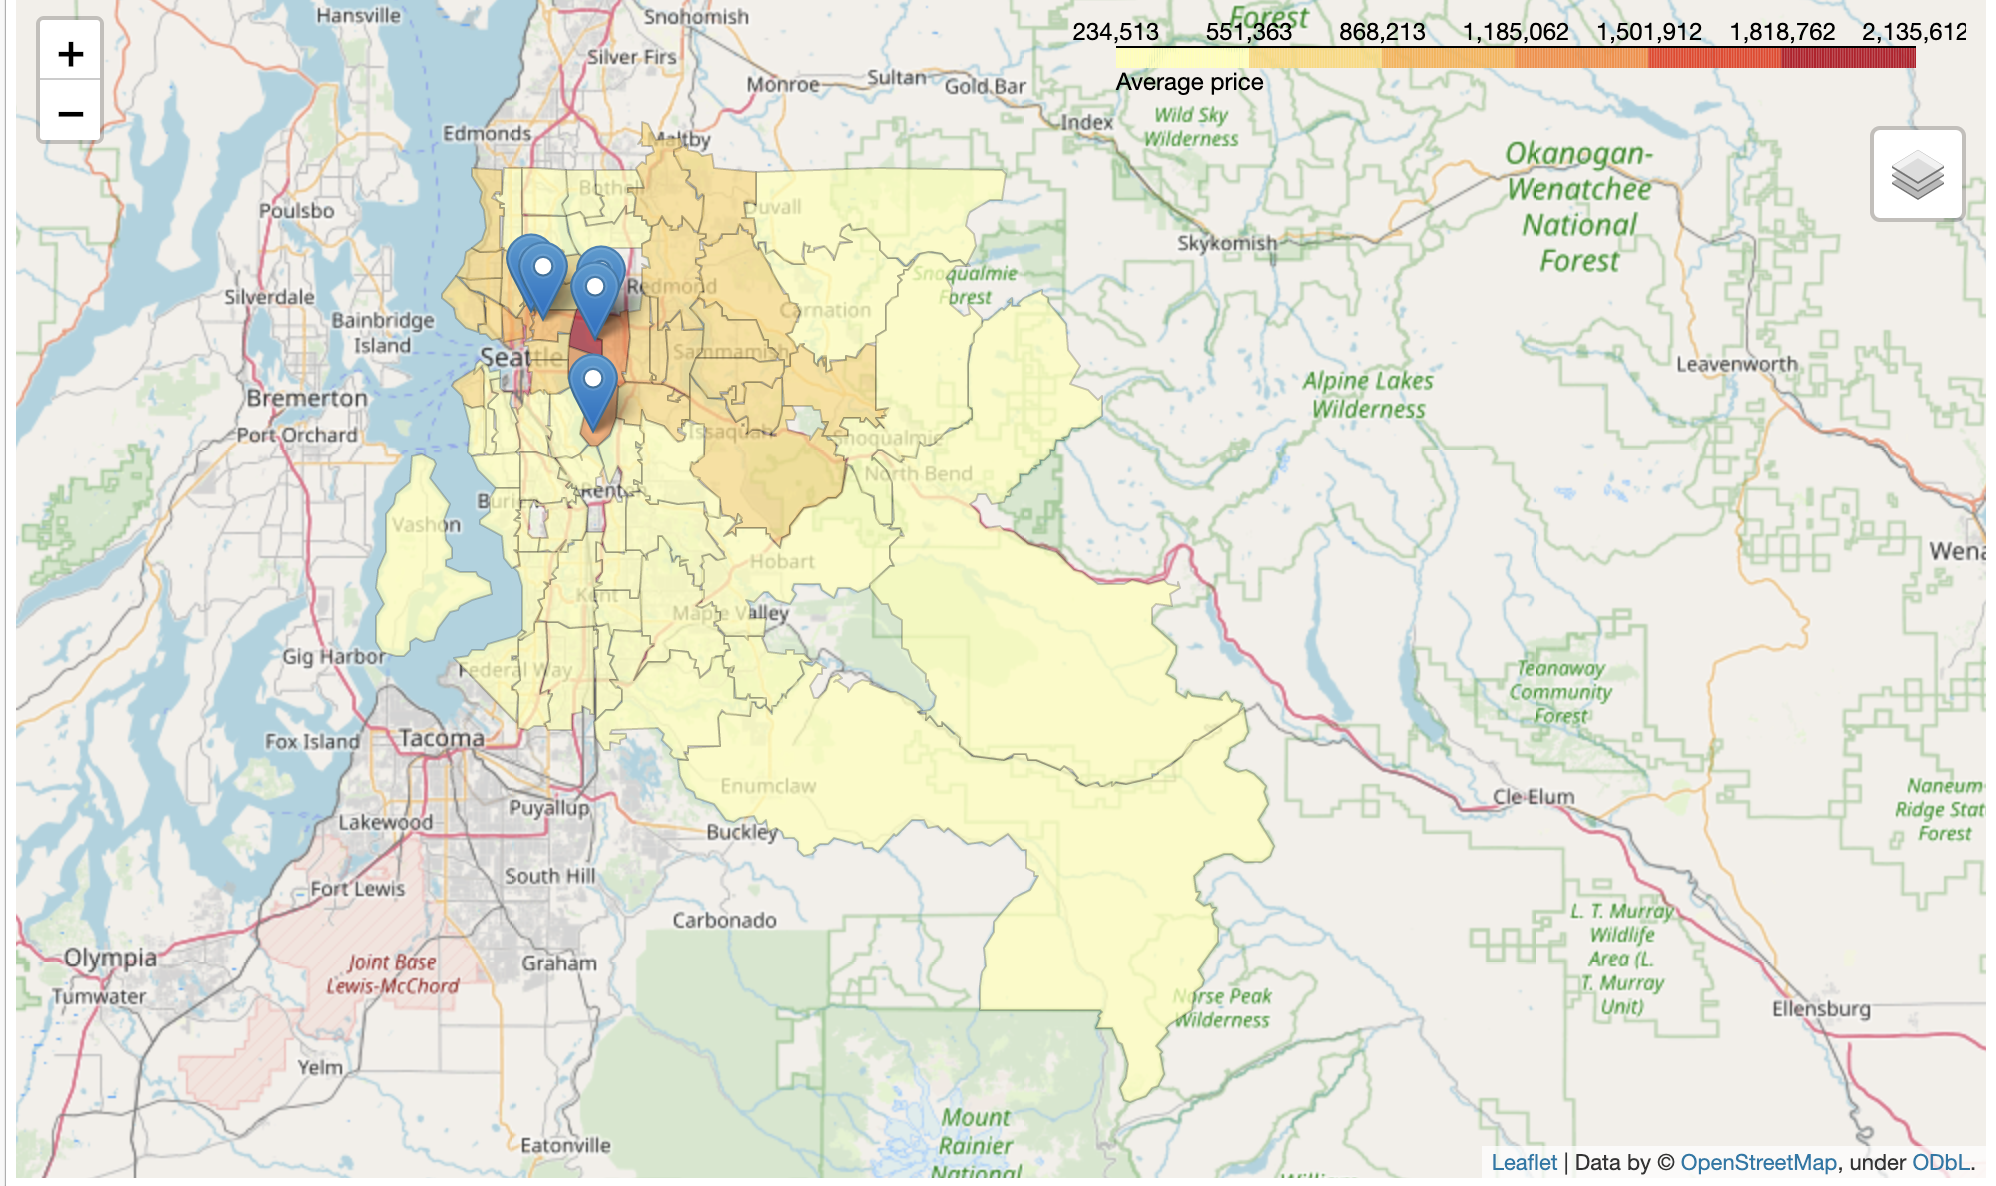 Hansville
Snohomish
Forest
234,513 551,363 868,213 1,185,062 1,501,912 1,818,762 2,135,612
Average price
+
−
Silver Firs
Monroe
Sultan
Gold Bar
Index
Wild Sky
Wilderness
Edmonds
Maltby
Okanogan-
Wenatchee
National
Forest
Bothell
Duvall
Poulsbo
Skykomish
Snoqualmie
Forest
Redmond
Silverdale
Carnation
Bainbridge
Island
Seattle
Sammamish
Leavenworth
Alpine Lakes
Wilderness
Bremerton
Port Orchard
Issaquah
Snoqualmie
North Bend
Renton
Burien
Vashon
Wena
Hobart
Kent
Maple Valley
Gig Harbor
Federal Way
Teanaway
Community
Forest
Fox Island
Tacoma
Enumclaw
Naneum-
Ridge Stat
Forest
Cle Elum
Puyallup
Lakewood
Buckley
South Hill
Fort Lewis
Carbonado
L. T. Murray
Wildlife
Area (L.
T. Murray
Unit)
Olympia
Joint Base
Lewis-McChord
Graham
Tumwater
Norse Peak
Wilderness
Ellensburg
Yelm
Mount
Rainier
National
Eatonville
Leaflet | Data by © OpenStreetMap, under ODbL.